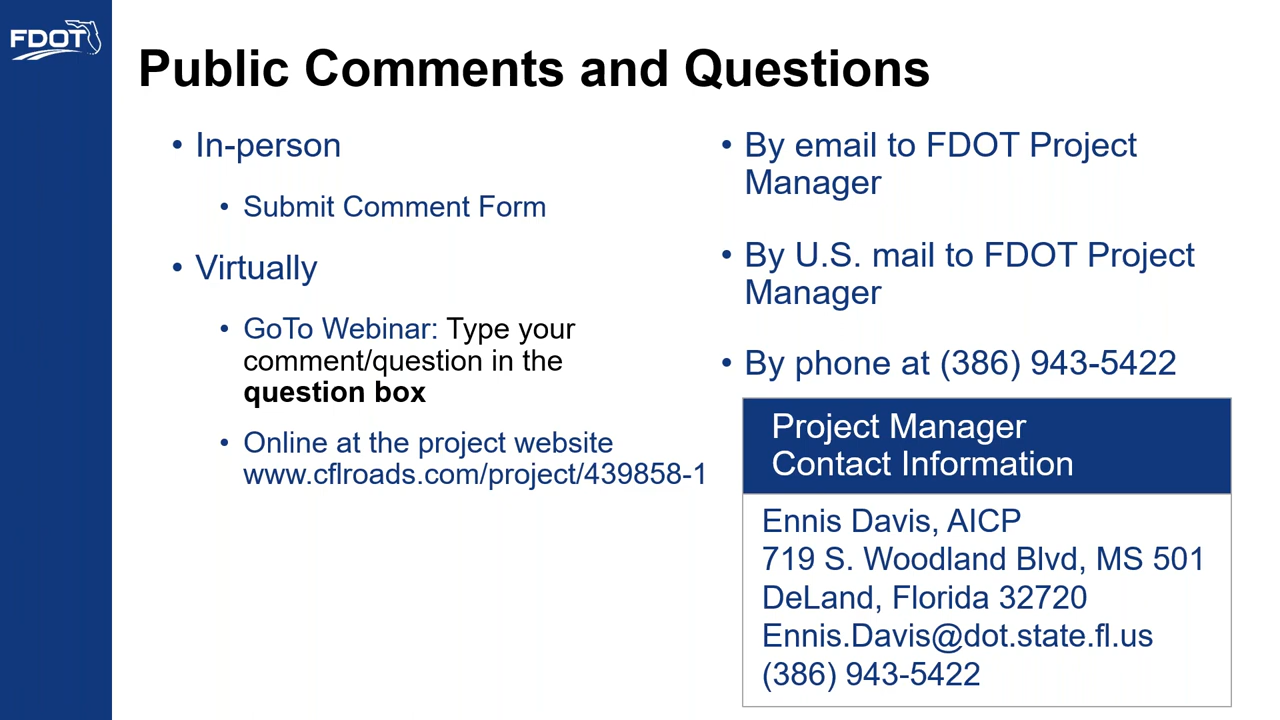 FDOT
Public Comments and Questions
• In-person
• Submit Comment Form
• Virtually
• GoTo Webinar: Type your
comment/question in the
question box
• Online at the project website
www.cflroads.com/project/439858-1
• By email to FDOT Project
Manager
• By U.S. mail to FDOT Project
Manager
• By phone at (386) 943-5422
Project Manager
Contact Information
Ennis Davis, AICP
719 S. Woodland Blvd, MS 501
DeLand, Florida 32720
Ennis.Davis@dot.state.fl.us
(386) 943-5422